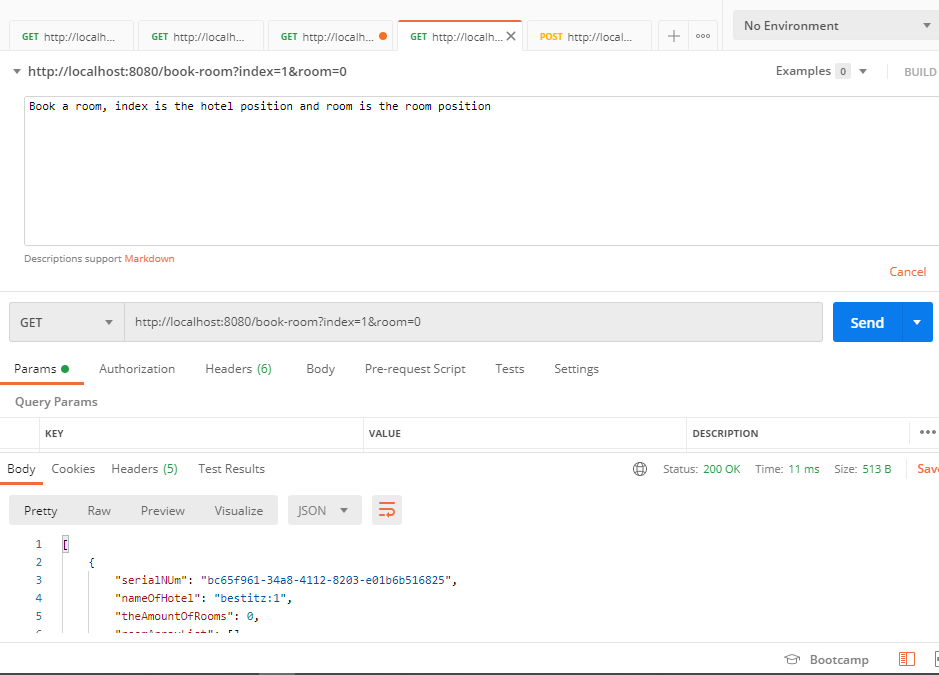 GET http://localh... GET http://localh... GET http://localh... GET http://localh... POST http://local... No Environment
http://localhost:8080/book-room?index=1&room=0 Examples 0 BUILD
Book a room, index is the hotel position and room is the room position
Descriptions support Markdown
Cancel
GET http://localhost:8080/book-room?index=1&room=0 Send
Params Authorization Headers (6) Body Pre-request Script Tests Settings
Query Params
KEY VALUE DESCRIPTION
Body Cookies Headers (5) Test Results Status: 200 OK Time: 11 ms Size: 513 B Save
Pretty Raw Preview Visualize JSON
1 [
2 {
3 "serialNUm": "bc65f961-34a8-4112-8203-e01b6b516825",
4 "nameOfHotel": "bestitz:1",
5 "theAmountOfRooms": 0,
Bootcamp